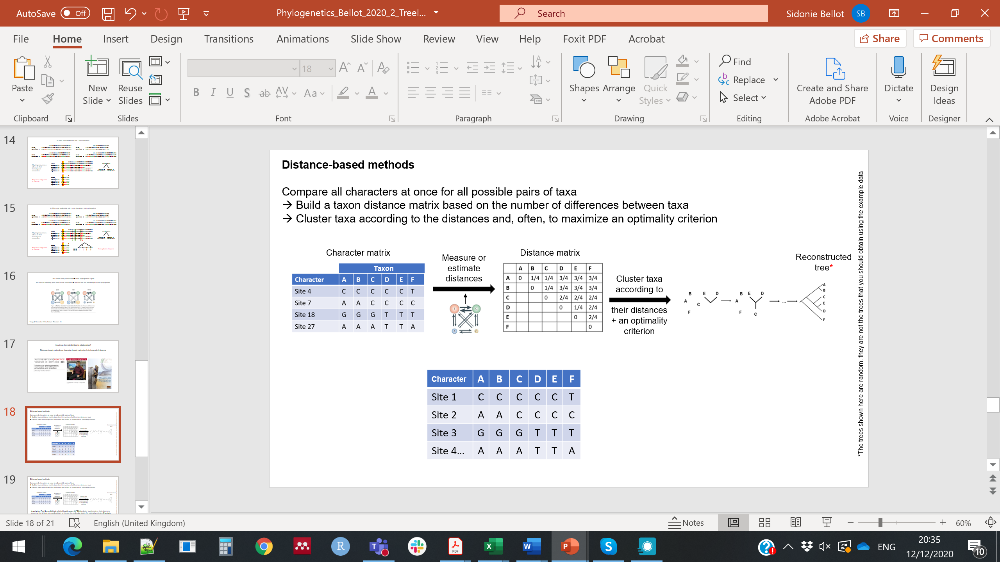 AutoSave Off
Phylogenetics_Bellot_2020_2_Treel...
Search
Sidonie Bellot SB
File Home Insert Design Transitions Animations Slide Show Review View Help Foxit PDF Acrobat
Share Comments
Paste
New Slide
Reuse Slides
18
Shapes Arrange Quick Styles
Find
Replace
Select
Create and Share Adobe PDF
Dictate
Design Ideas
Clipboard Slides Font Paragraph Drawing Editing Adobe Acrobat Voice Designer
14
15
16
17
18
19
Distance-based methods
Compare all characters at once for all possible pairs of taxa
→ Build a taxon distance matrix based on the number of differences between taxa
→ Cluster taxa according to the distances and, often, to maximize an optimality criterion
Character matrix
Taxon
Character A B C D E F
Site 4 C C C C C T
Site 7 A A C C C C
Site 18 G G G T T T
Site 27 A A A T T A
Measure or
estimate
distances
T C
A G
Distance matrix
A B C D E F
A 0 1/4 1/4 3/4 3/4 3/4
B 0 1/4 3/4 3/4 3/4
C 0 2/4 2/4 2/4
D 0 1/4 2/4
E 0 2/4
F 0
Cluster taxa
according to
their distances
+ an optimality
criterion
B E D
A C
F
B E D
A
F C
...
Reconstructed
tree*
A
B
C
E
D
F
*The trees shown here are random, they are not the trees that you should obtain using the example data
Character A B C D E F
Site 1 C C C C C T
Site 2 A A C C C C
Site 3 G G G T T T
Site 4... A A A T T A
Slide 18 of 21
English (United Kingdom)
Notes
60%
ENG
20:35
12/12/2020
10